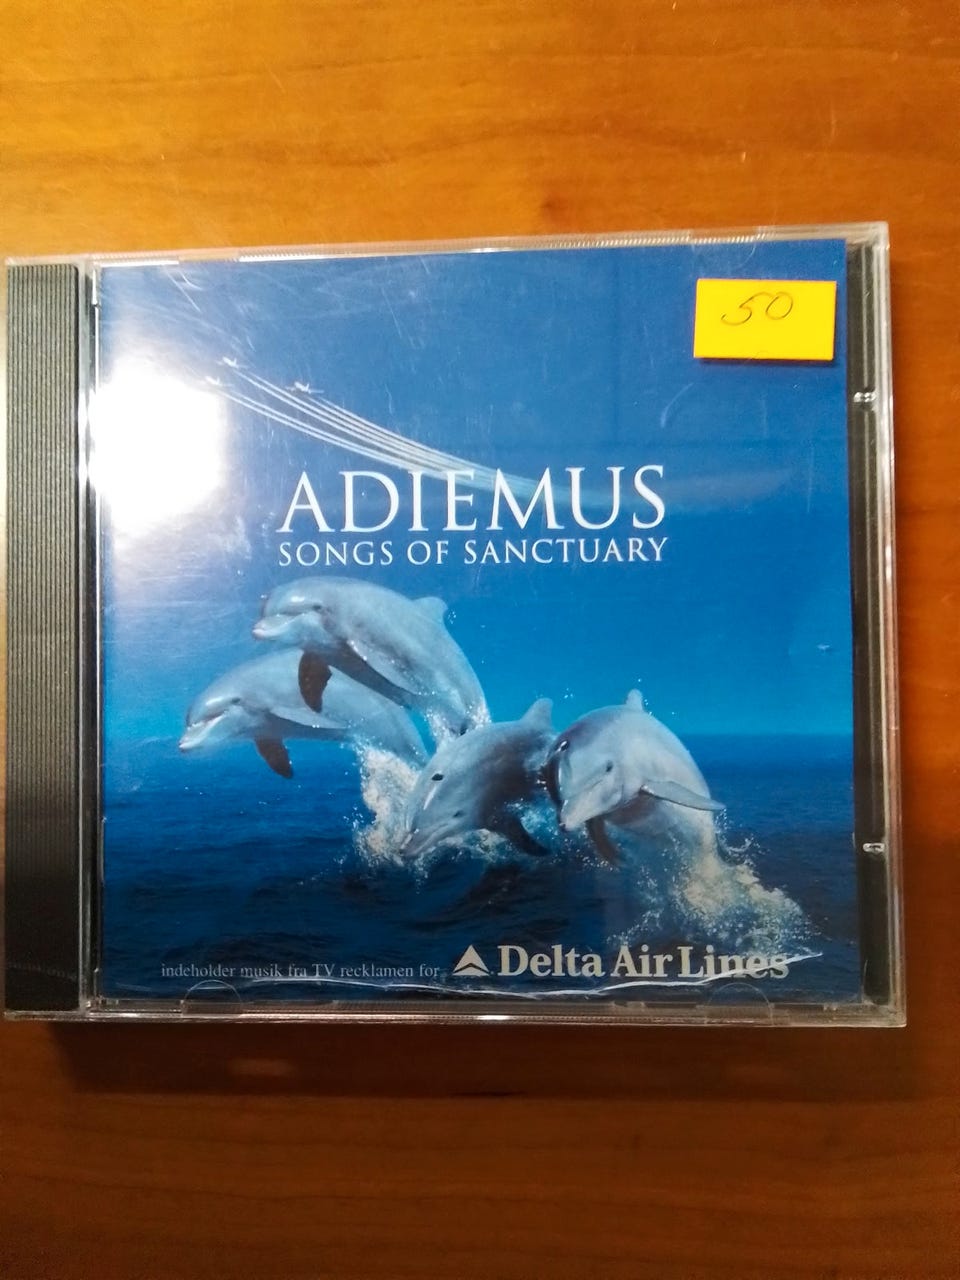 50
ADIEMUS
SONGS OF SANCTUARY
indeholder musik fra TV recklamen for Delta Air Lines